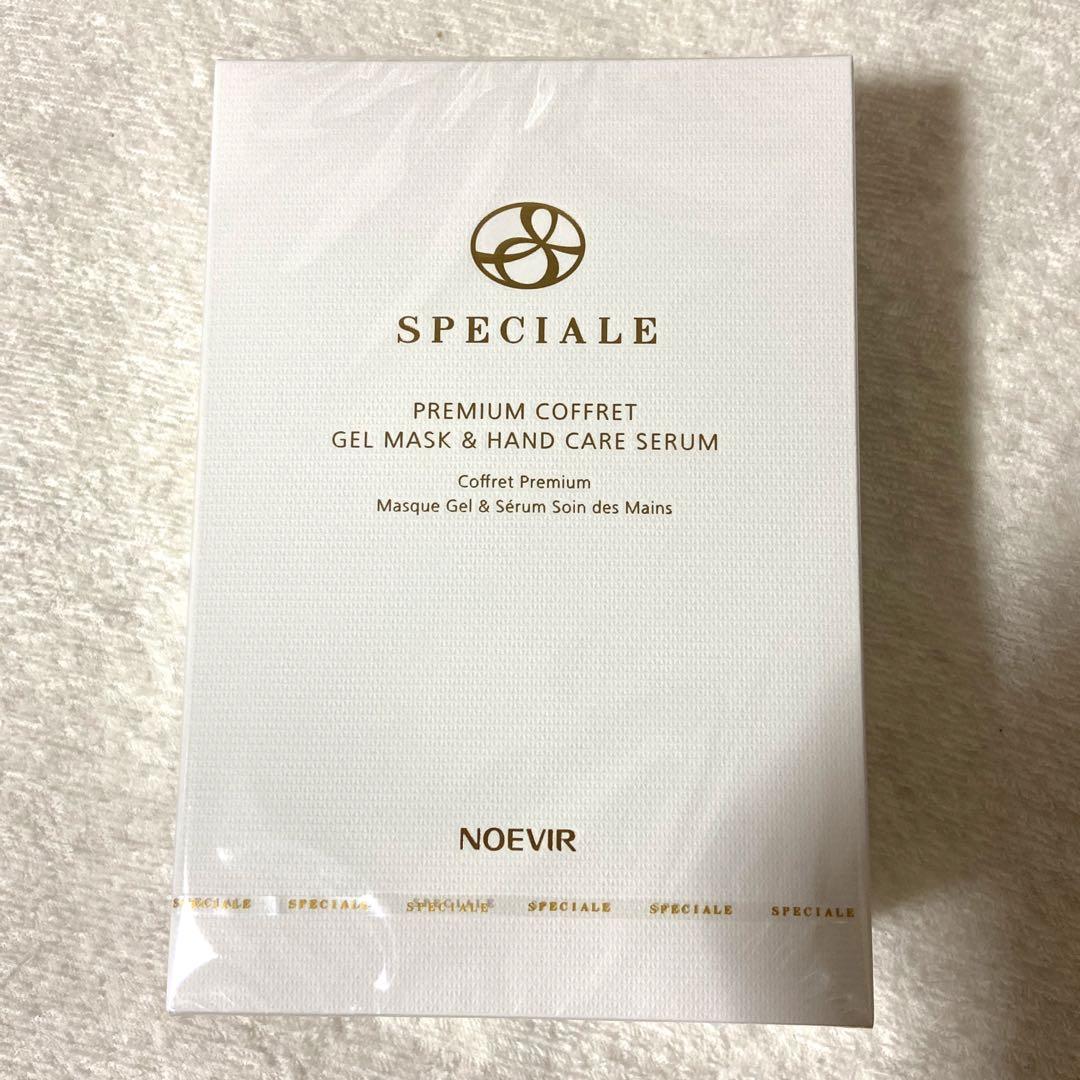 SPECIALE
PREMIUM COFFRET
GEL MASK & HAND CARE SERUM
Coffret Premium
Masque Gel & Sérum Soin des Mains
NOEVIR
SPECIALE SPECIALE SPECIALE SPECIALE SPECIALE SPECIALE